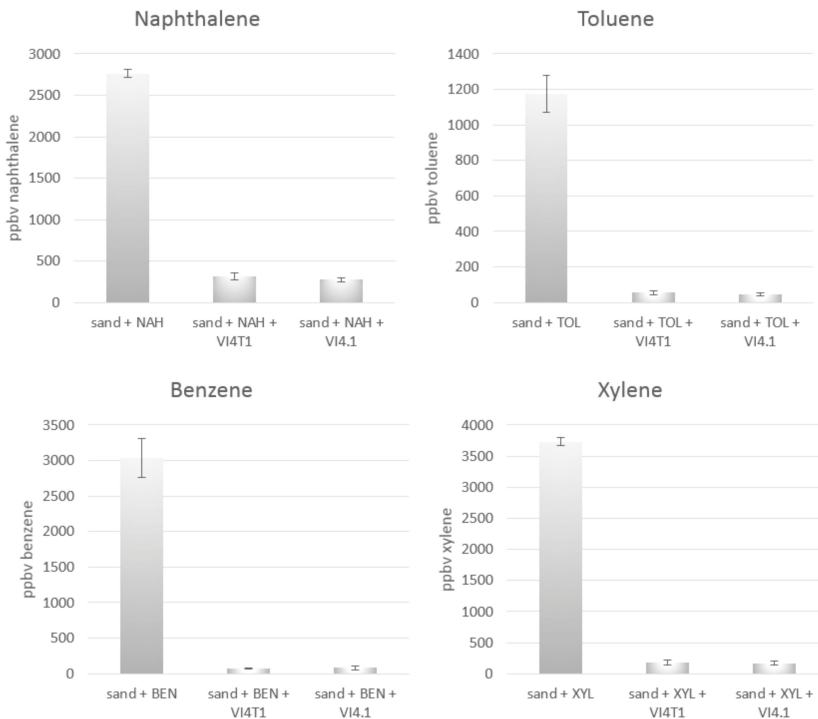 Naphthalene
ppbv naphthalene
3000
2500
2000
1500
1000
500
0
sand + NAH
sand + NAH +
VI4T1
sand + NAH +
VI4.1
Toluene
ppbv toluene
1400
1200
1000
800
600
400
200
0
sand + TOL
sand + TOL +
VI4T1
sand + TOL +
VI4.1
Benzene
ppbv benzene
3500
3000
2500
2000
1500
1000
500
0
sand + BEN
sand + BEN +
VI4T1
sand + BEN +
VI4.1
Xylene
ppbv xylene
4000
3500
3000
2500
2000
1500
1000
500
0
sand + XYL
sand + XYL +
VI4T1
sand + XYL +
VI4.1